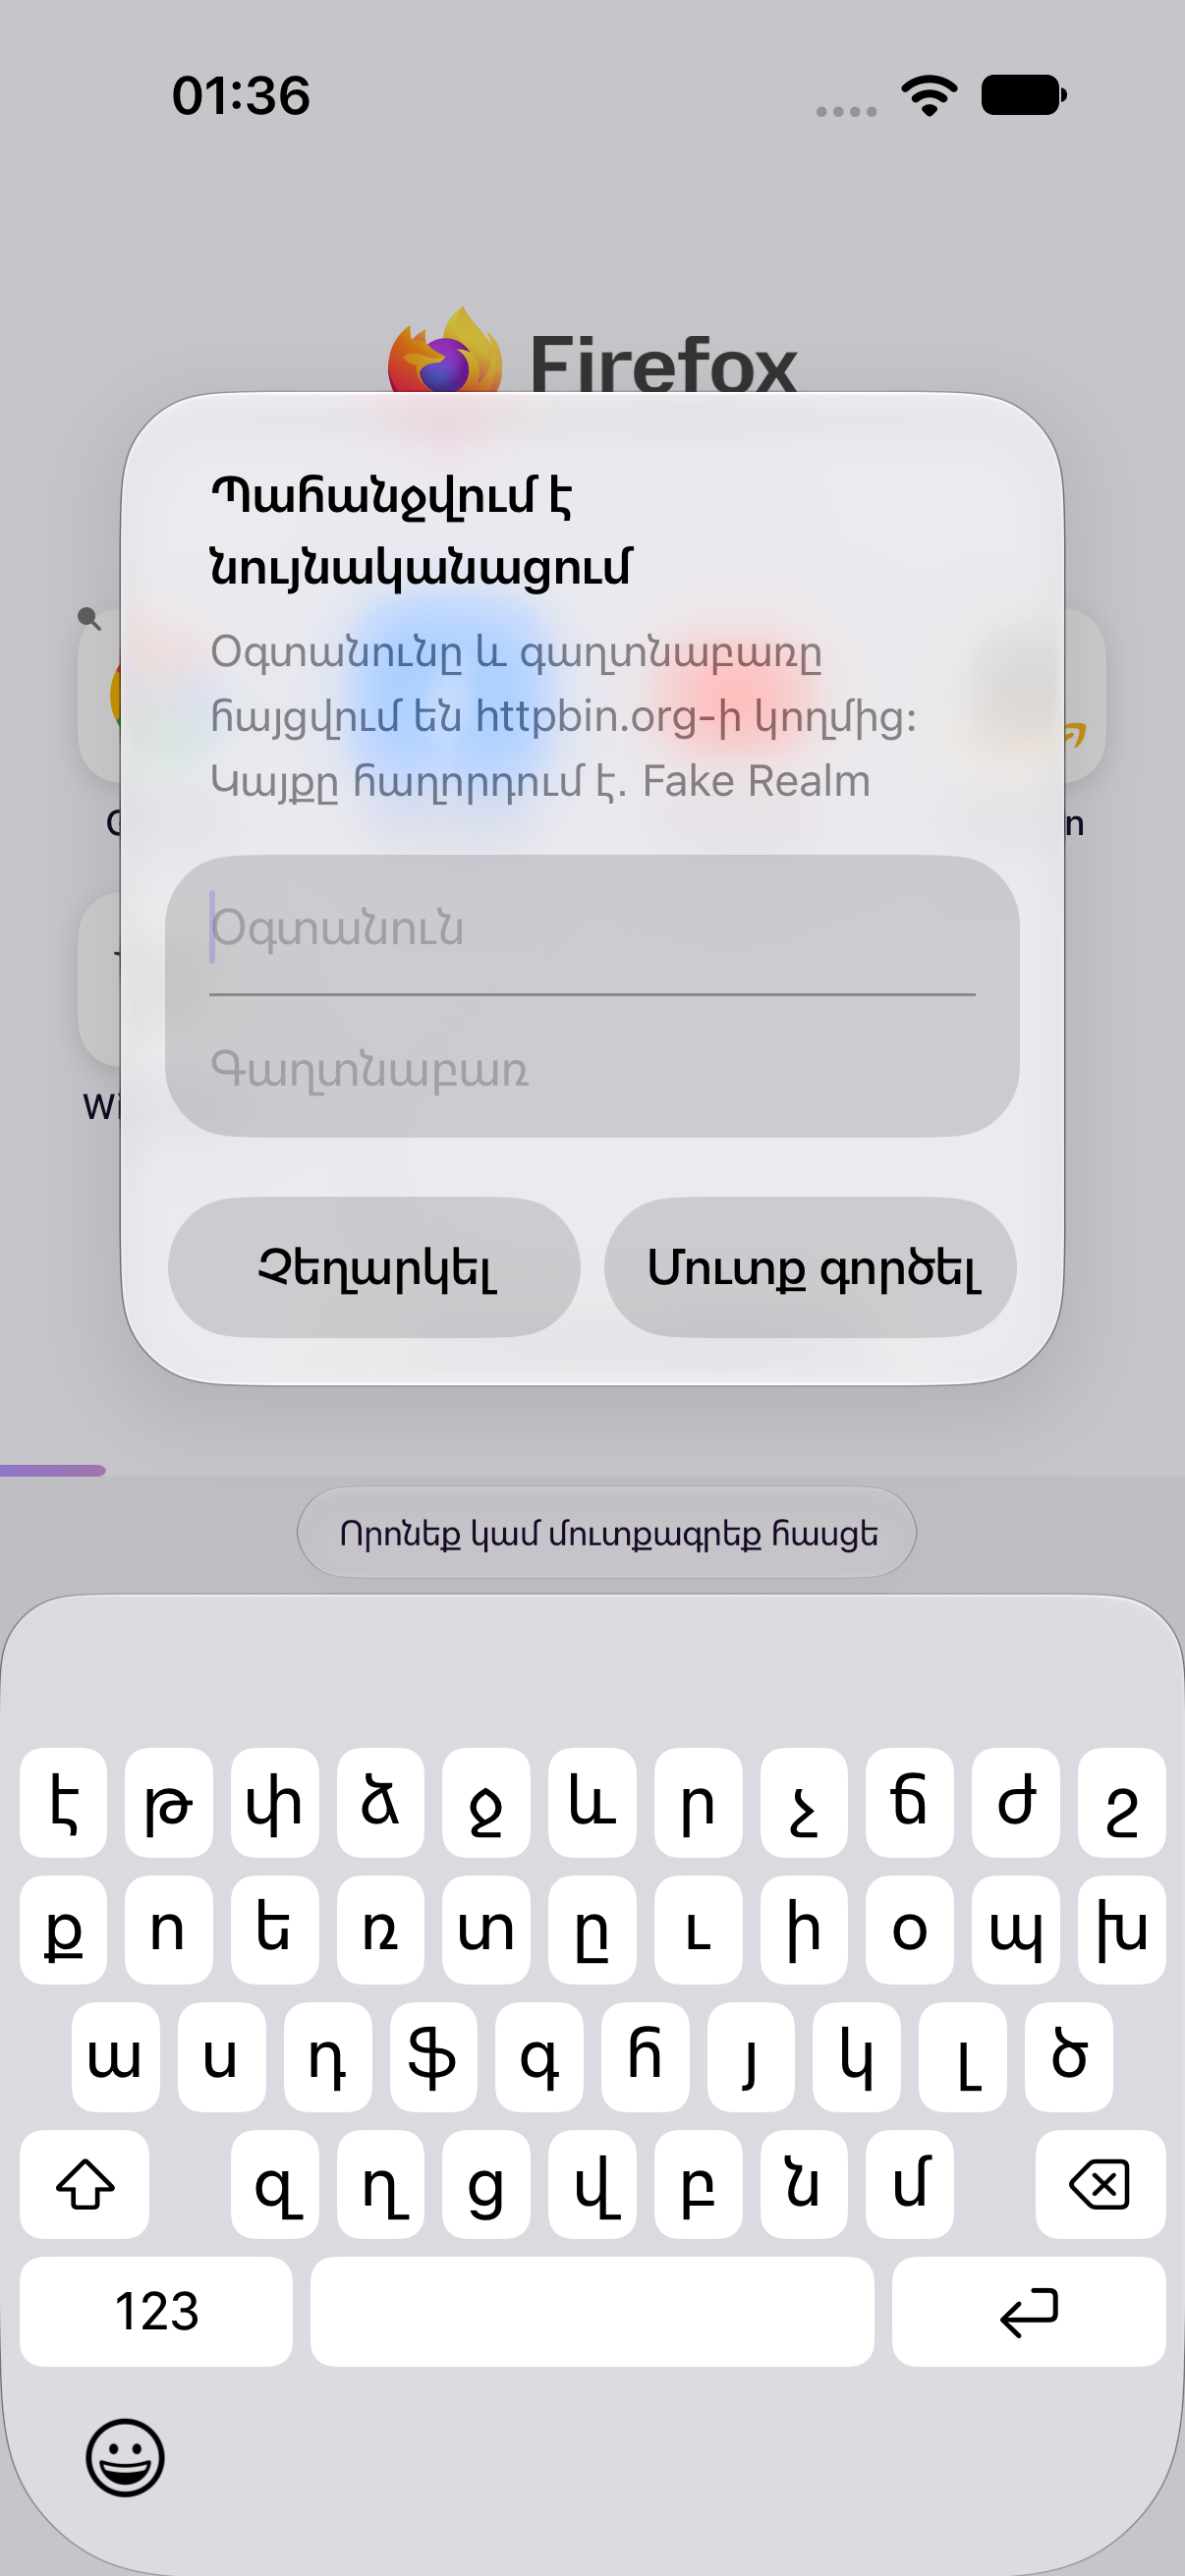 01:36
Firefox
Պահանջվում է
նույնականացում
Օգտանունը և գաղտնաբառը
հայցվում են httpbin.org-ի կողմից:
Կայքը հաղորդում է. Fake Realm
Օգտանուն
Գաղտնաբառ
Չեղարկել
Մուտք գործել
Որոնեք կամ մուտքագրեք հասցե
է թ փ ձ ջ և ր չ ճ ժ շ
ք ո ե ռ տ ը ւ ի օ պ խ
ա ս դ ֆ գ հ յ կ լ ծ
զ ղ ց վ բ ն մ
123